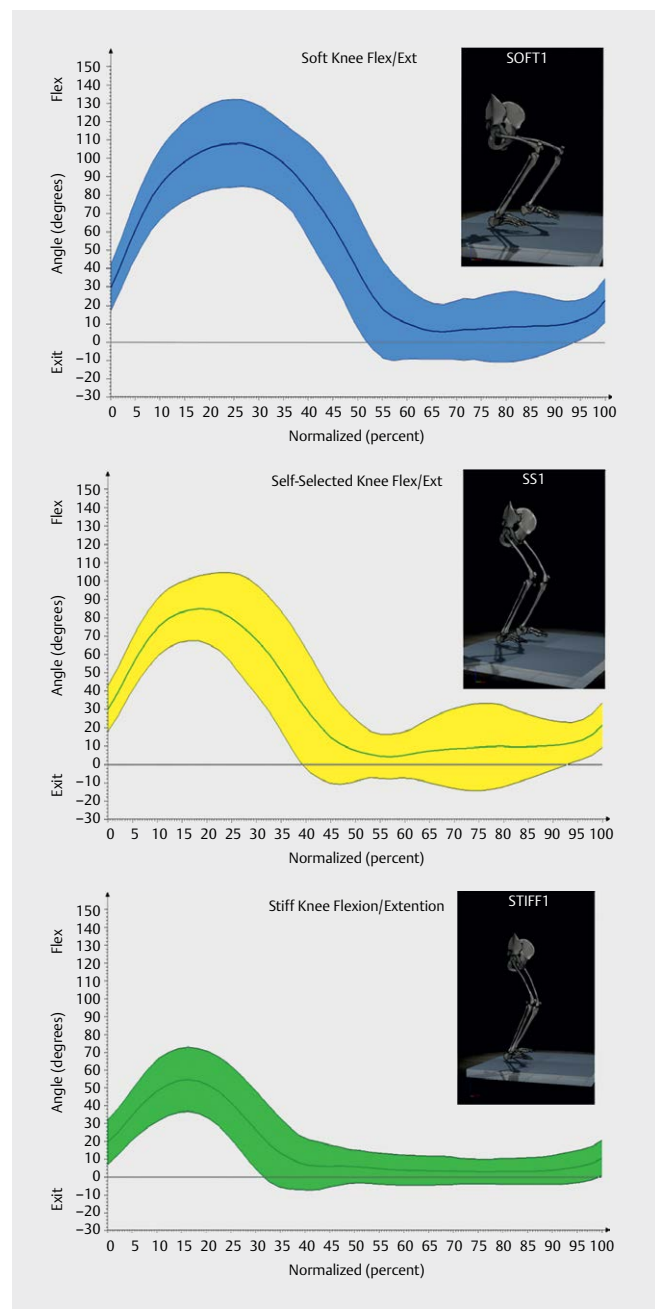 Soft Knee Flex/Ext
SOFT1
Flex
Angle (degrees)
Exit
150
140
130
120
110
100
90
80
70
60
50
40
30
20
10
0
−10
−20
−30
0 5 10 15 20 25 30 35 40 45 50 55 60 65 70 75 80 85 90 95 100
Normalized (percent)
Self-Selected Knee Flex/Ext
SS1
Flex
Angle (degrees)
Exit
150
140
130
120
110
100
90
80
70
60
50
40
30
20
10
0
−10
−20
−30
0 5 10 15 20 25 30 35 40 45 50 55 60 65 70 75 80 85 90 95 100
Normalized (percent)
Stiff Knee Flexion/Extention
STIFF1
Flex
Angle (degrees)
Exit
150
140
130
120
110
100
90
80
70
60
50
40
30
20
10
0
−10
−20
−30
0 5 10 15 20 25 30 35 40 45 50 55 60 65 70 75 80 85 90 95 100
Normalized (percent)